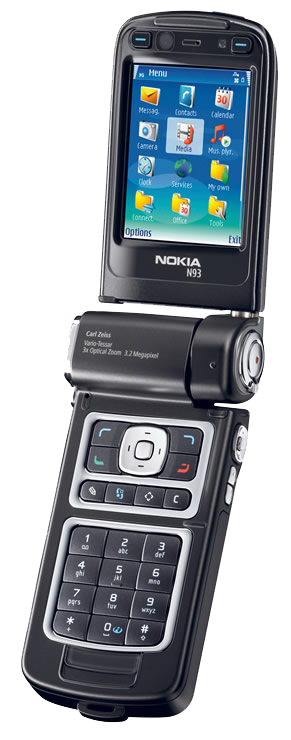 3G Menu
Messag. Contacts Calendar
Camera Media Mus. plyr.
Clock Services My own
Connect. Office Tools
Options Exit
NOKIA
N93
Carl Zeiss
Vario-Tessar
3x Optical Zoom 3.2 Megapixel
C
1 2 abc 3 def
4 ghi 5 jkl 6 mno
7 pqrs 8 tuv 9 wxyz
* + 0 #